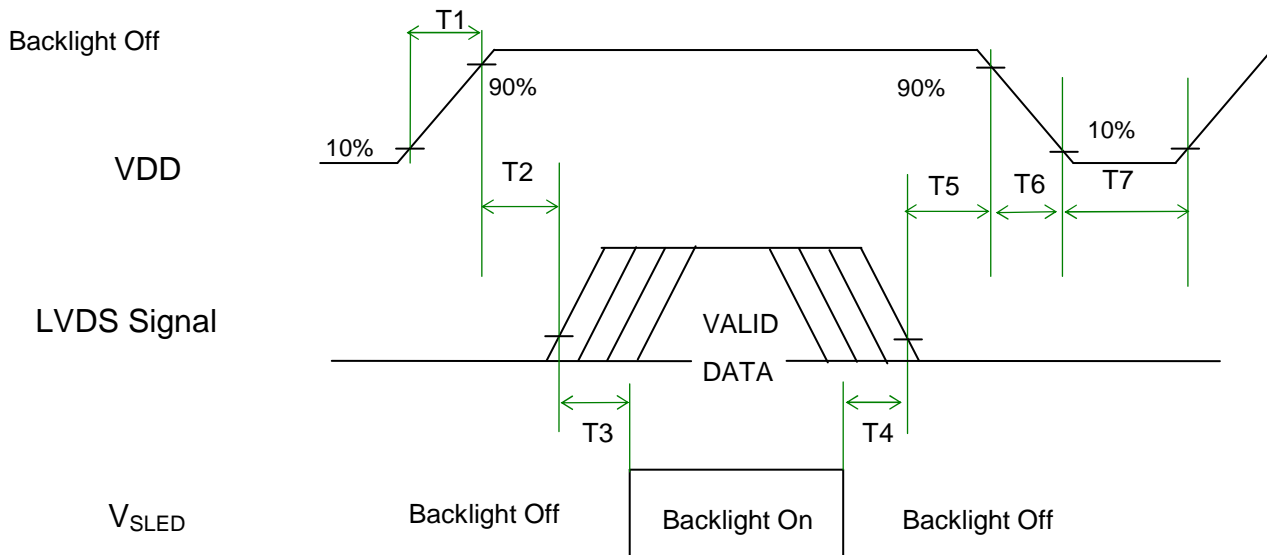 T1
Backlight Off
90%
90%
10%
10%
VDD
T2
T5
T6
T7
LVDS Signal
VALID
DATA
T3
T4
VSLED
Backlight Off
Backlight On
Backlight Off